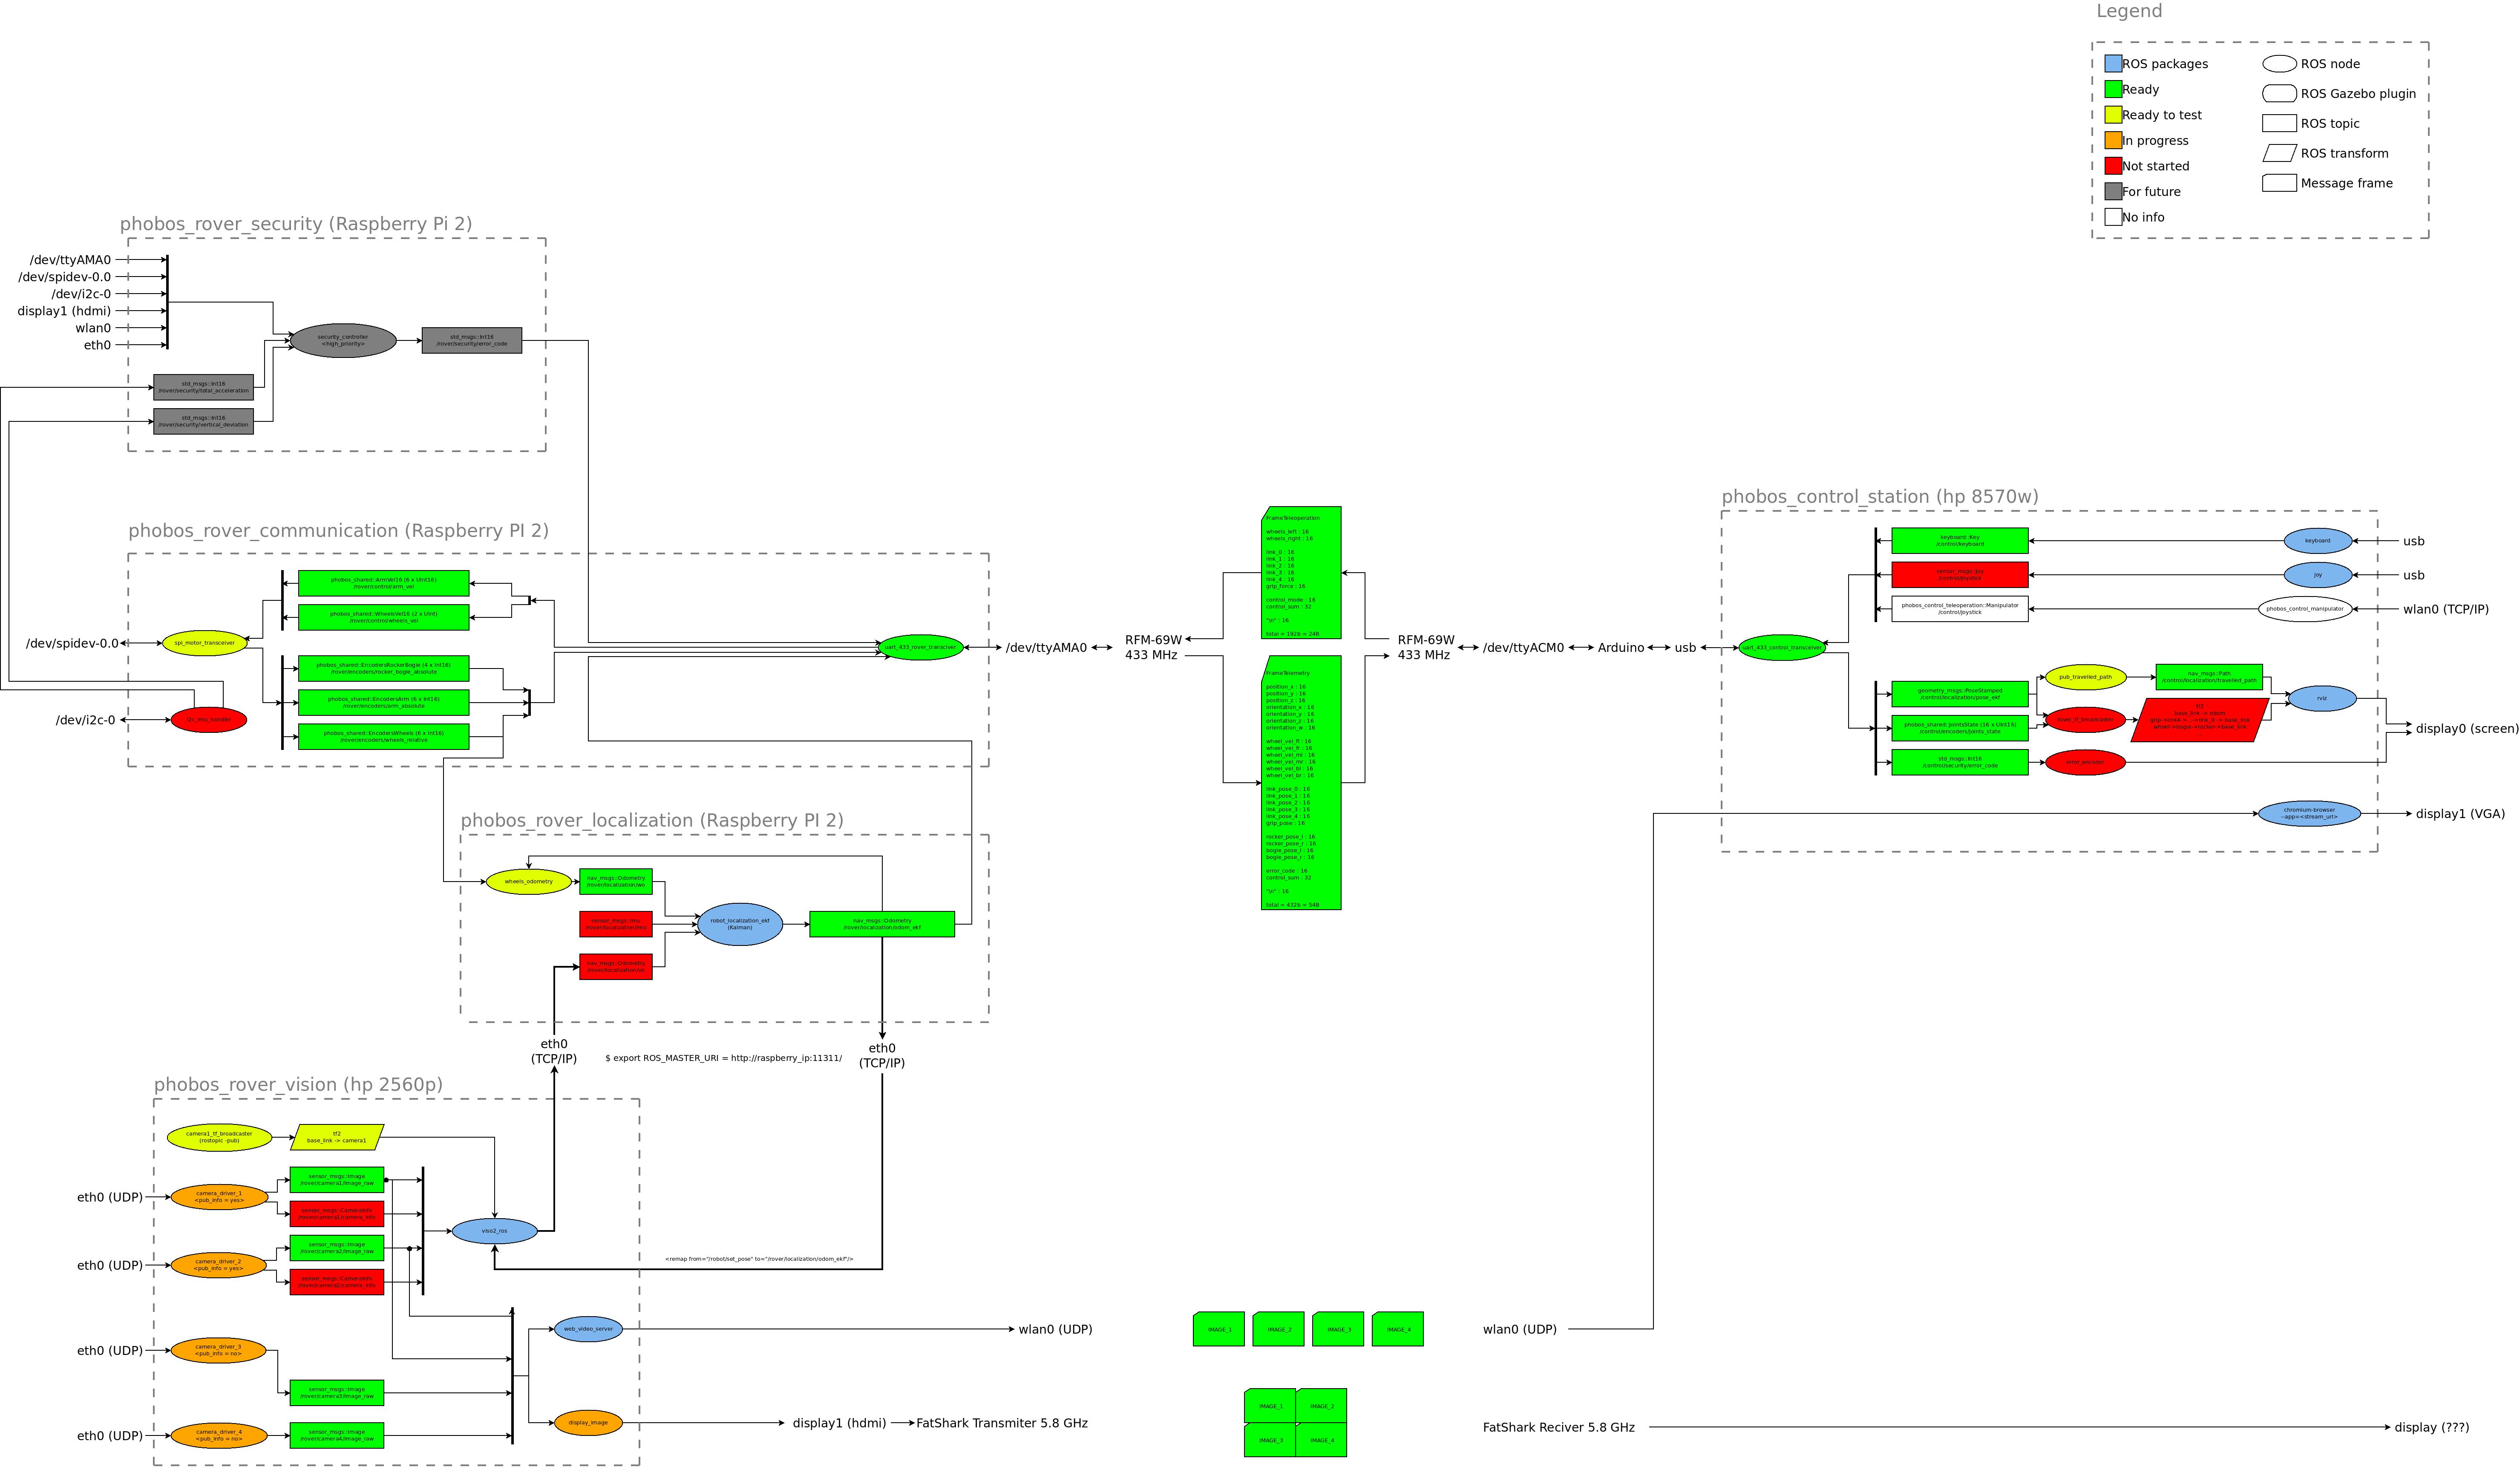 Legend
ROS packages
Ready
Ready to test
In progress
Not started
For future
No info
ROS node
ROS Gazebo plugin
ROS topic
ROS transform
Message frame
phobos_rover_security (Raspberry Pi 2)
/dev/ttyAMA0
/dev/spidev-0.0
/dev/i2c-0
display1 (hdmi)
wlan0
eth0
security_controller
<high_priority>
std_msgs::Int16
/rover/security/error_code
std_msgs::Int16
/rover/security/total_acceleration
std_msgs::Int16
/rover/security/vertical_deviation
phobos_rover_communication (Raspberry PI 2)
/dev/spidev-0.0
/dev/i2c-0
spi_motor_transceiver
i2c_imu_handler
phobos_shared::ArmVel16 (6 x UInt16)
/rover/control/arm_vel
phobos_shared::WheelsVel16 (2 x UInt)
/rover/control/wheels_vel
phobos_shared::EncodersRockerBogie (4 x Int16)
/rover/encoders/rocker_bogie_absolute
phobos_shared::EncodersArm (6 x Int16)
/rover/encoders/arm_absolute
phobos_shared::EncodersWheels (6 x Int16)
/rover/encoders/wheels_relative
uart_433_rover_transciver
/dev/ttyAMA0
RFM-69W
433 MHz
FrameTeleoperation
wheels_left : 16
wheels_right : 16
link_0 : 16
link_1 : 16
link_2 : 16
link_3 : 16
link_4 : 16
grip_force : 16
control_mode : 16
control_sum : 32
"\n" : 16
total = 192b = 24B
FrameTelemetry
position_x : 16
position_y : 16
position_z : 16
orientation_x : 16
orientation_y : 16
orientation_z : 16
orientation_w : 16
wheel_vel_fl : 16
wheel_vel_fr : 16
wheel_vel_ml : 16
wheel_vel_mr : 16
wheel_vel_bl : 16
wheel_vel_br : 16
link_pose_0 : 16
link_pose_1 : 16
link_pose_2 : 16
link_pose_3 : 16
link_pose_4 : 16
grip_pose : 16
rocker_pose_l : 16
rocker_pose_r : 16
bogie_pose_l : 16
bogie_pose_r : 16
error_code : 16
control_sum : 32
"\n" : 16
total = 432b = 54B
RFM-69W
433 MHz
/dev/ttyACM0
Arduino
usb
phobos_control_station (hp 8570w)
uart_433_control_transceiver
keyboard::Key
/control/keyboard
sensor_msgs::Joy
/control/joystick
phobos_control_teleoperation::Manipulator
/control/joystick
keyboard
joy
phobos_control_manipulator
usb
usb
wlan0 (TCP/IP)
geometry_msgs::PoseStamped
/control/localization/pose_ekf
phobos_shared::JointsState (16 x UInt16)
/control/encoders/joints_state
std_msgs::Int16
/control/security/error_code
pub_travelled_path
rover_tf_broadcaster
error_encoder
nav_msgs::Path
/control/localization/travelled_path
tf2
base_link -> odom
grip->link4->...->link_0 -> base_link
wheel->bogie->rocker->base_link
rviz
chromium-browser
--app=<stream_url>
display0 (screen)
display1 (VGA)
phobos_rover_localization (Raspberry PI 2)
wheels_odometry
nav_msgs::Odometry
/rover/localization/wo
sensor_msgs::Imu
/rover/localization/imu
nav_msgs::Odometry
/rover/localization/vo
robot_localization_ekf
(Kalman)
nav_msgs::Odometry
/rover/localization/odom_ekf
eth0
(TCP/IP)
$ export ROS_MASTER_URI = http://raspberry_ip:11311/
eth0
(TCP/IP)
phobos_rover_vision (hp 2560p)
camera1_tf_broadcaster
(rostopic -pub)
tf2
base_link -> camera1
eth0 (UDP)
camera_driver_1
<pub_info = yes>
sensor_msgs::Image
/rover/camera1/image_raw
sensor_msgs::CameraInfo
/rover/camera1/camera_info
eth0 (UDP)
camera_driver_2
<pub_info = yes>
sensor_msgs::Image
/rover/camera2/image_raw
sensor_msgs::CameraInfo
/rover/camera2/camera_info
viso2_ros
<remap from="/robot/set_pose" to="/rover/localization/odom_ekf"/>
eth0 (UDP)
camera_driver_3
<pub_info = no>
sensor_msgs::Image
/rover/camera3/image_raw
eth0 (UDP)
camera_driver_4
<pub_info = no>
sensor_msgs::Image
/rover/camera4/image_raw
web_video_server
display_image
wlan0 (UDP)
IMAGE_1
IMAGE_2
IMAGE_3
IMAGE_4
wlan0 (UDP)
display1 (hdmi)
FatShark Transmiter 5.8 GHz
IMAGE_1
IMAGE_2
IMAGE_3
IMAGE_4
FatShark Reciver 5.8 GHz
display (???)